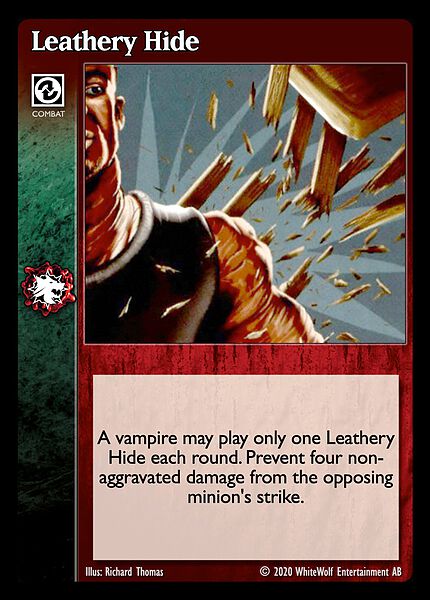 Leathery Hide
COMBAT
A vampire may play only one Leathery
Hide each round. Prevent four non-
aggravated damage from the opposing
minion's strike.
Illus: Richard Thomas
© 2020 WhiteWolf Entertainment AB